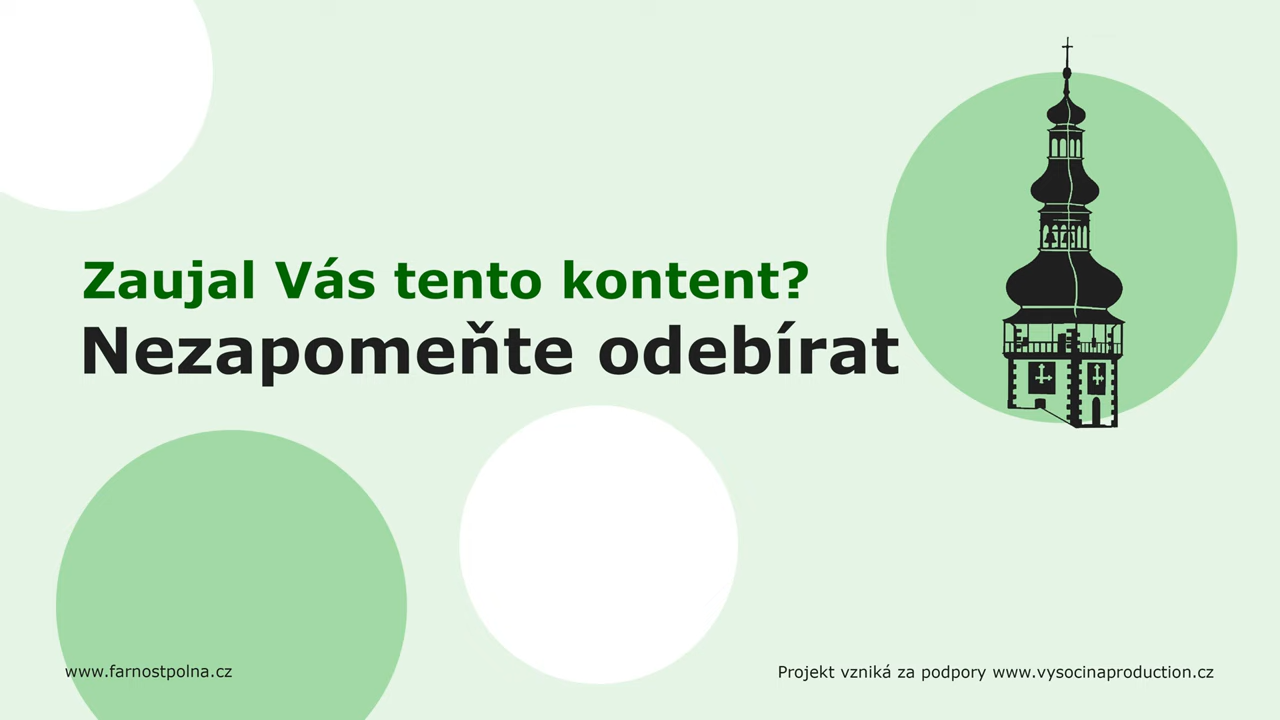 Zaujal Vás tento kontent?
Nezapomeňte odebírat
www.farnostpolna.cz
Projekt vzniká za podpory www.vysocinaproduction.cz